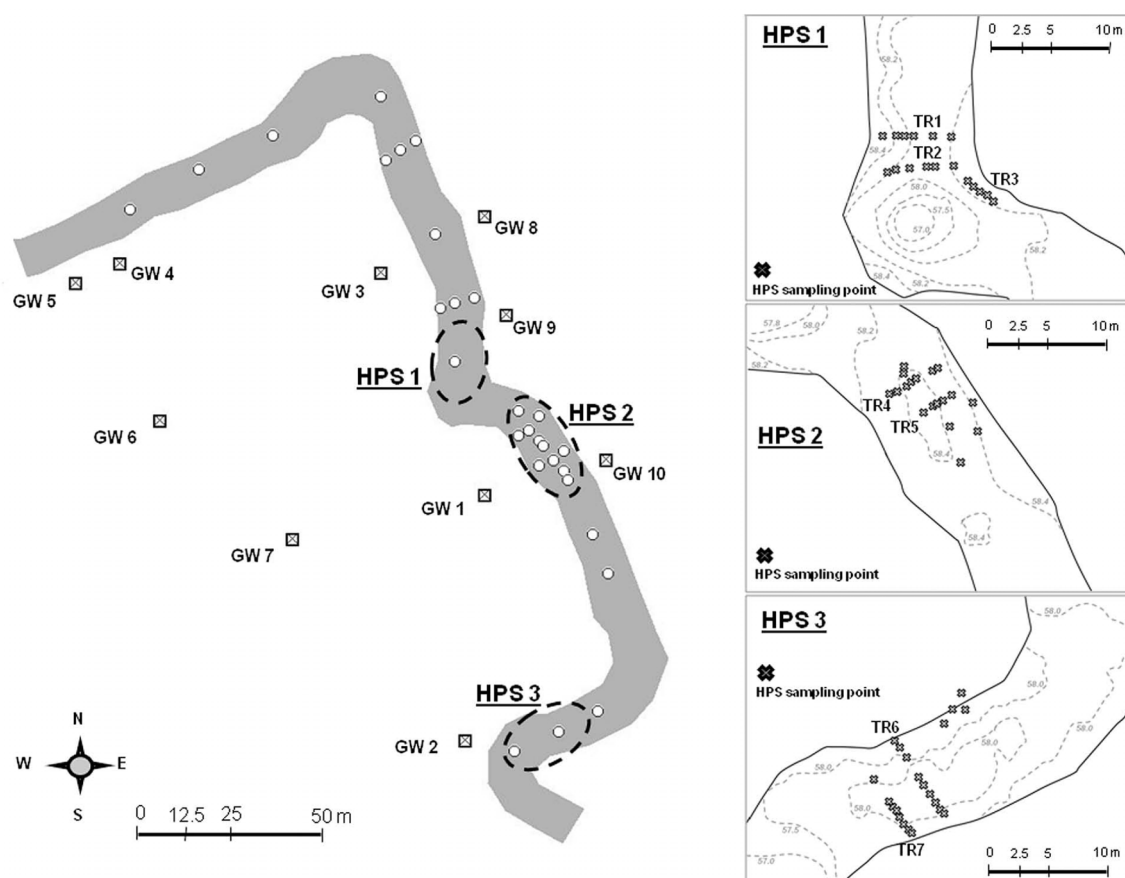 GW 8
GW 4
GW 5
GW 3
GW 9
HPS 1
HPS 2
GW 6
GW 10
GW 1
GW 7
HPS 3
GW 2
N
W E
S
0 12.5 25 50 m
HPS 1
0 2.5 5 10 m
58.2
TR1
58.4
TR2
TR3
58.0
57.5
57.0
58.2
58.4
58.2
HPS sampling point
57.8
58.0
0 2.5 5 10 m
58.2
TR4
TR5
HPS 2
58.4
58.4
58.4
HPS sampling point
HPS 3
58.0
HPS sampling point
58.0
TR6
58.0
58.0
58.0
57.5
TR7
57.0
0 2.5 5 10 m